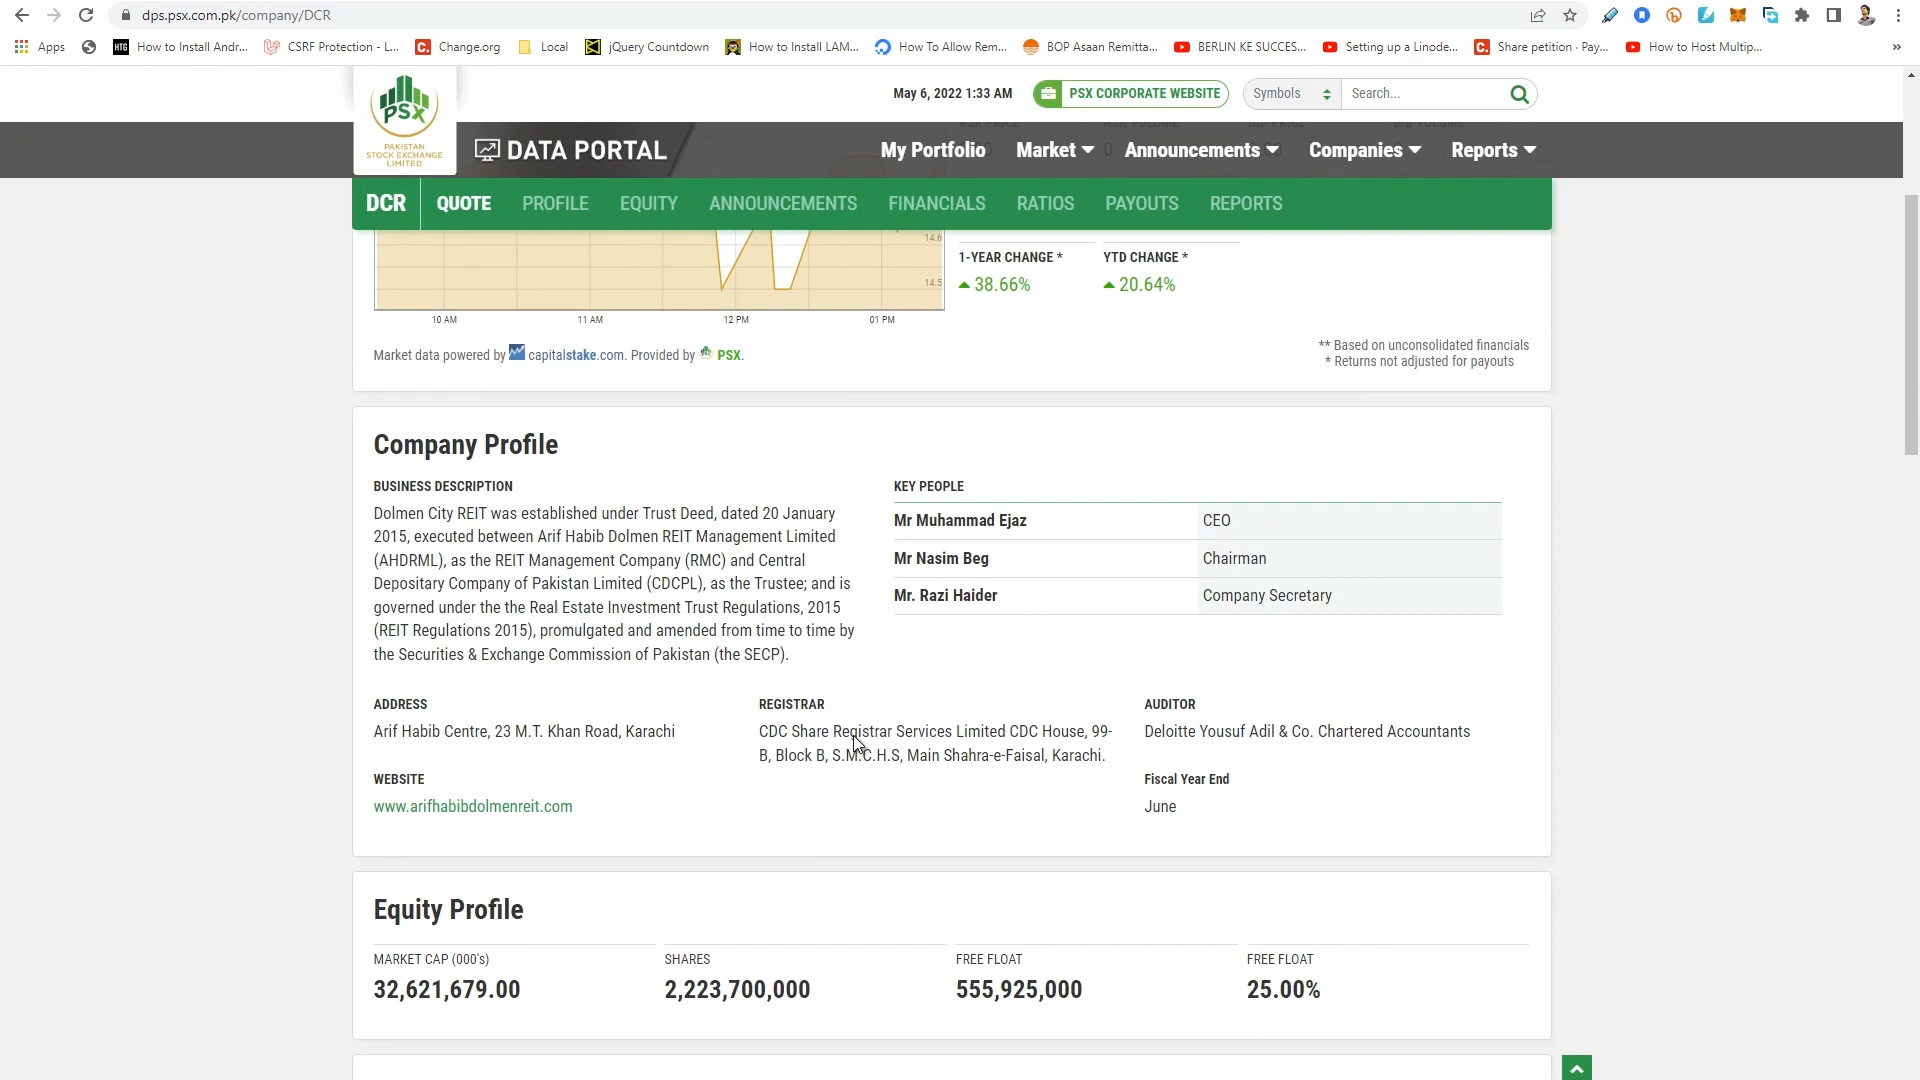 dps.psx.com.pk/company/DCR
Apps
How to Install Andr...
CSRF Protection - L...
Change.org
Local
jQuery Countdown
How to Install LAM...
How To Allow Rem...
BOP Asaan Remitta...
BERLIN KE SUCCES...
Setting up a Linode...
Share petition · Pay...
How to Host Multip...
»
PSX
PAKISTAN
STOCK EXCHANGE
LIMITED
May 6, 2022 1:33 AM
PSX CORPORATE WEBSITE
Symbols
Search...
DATA PORTAL
My Portfolio
Market
Announcements
Companies
Reports
DCR
QUOTE
PROFILE
EQUITY
ANNOUNCEMENTS
FINANCIALS
RATIOS
PAYOUTS
REPORTS
14.6
14.5
10 AM
11 AM
12 PM
01 PM
1-YEAR CHANGE *
38.66%
YTD CHANGE *
20.64%
Market data powered by capitalstake.com. Provided by PSX.
** Based on unconsolidated financials
* Returns not adjusted for payouts
Company Profile
BUSINESS DESCRIPTION
Dolmen City REIT was established under Trust Deed, dated 20 January
2015, executed between Arif Habib Dolmen REIT Management Limited
(AHDRML), as the REIT Management Company (RMC) and Central
Depositary Company of Pakistan Limited (CDCPL), as the Trustee; and is
governed under the the Real Estate Investment Trust Regulations, 2015
(REIT Regulations 2015), promulgated and amended from time to time by
the Securities & Exchange Commission of Pakistan (the SECP).
KEY PEOPLE
Mr Muhammad Ejaz CEO
Mr Nasim Beg Chairman
Mr. Razi Haider Company Secretary
ADDRESS
Arif Habib Centre, 23 M.T. Khan Road, Karachi
REGISTRAR
CDC Share Registrar Services Limited CDC House, 99-
B, Block B, S.M.C.H.S, Main Shahra-e-Faisal, Karachi.
AUDITOR
Deloitte Yousuf Adil & Co. Chartered Accountants
WEBSITE
www.arifhabibdolmenreit.com
Fiscal Year End
June
Equity Profile
MARKET CAP (000's)
32,621,679.00
SHARES
2,223,700,000
FREE FLOAT
555,925,000
FREE FLOAT
25.00%